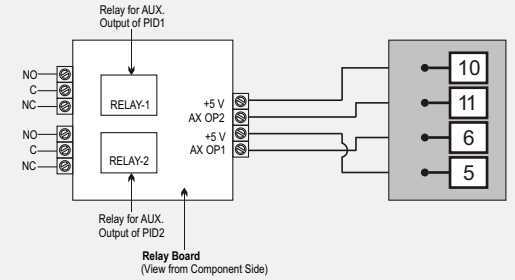 Relay for AUX.
Output of PID1
NO
C
NC
RELAY-1
+5 V
AX OP2
+5 V
AX OP1
NO
C
NC
RELAY-2
10
11
6
5
Relay for AUX.
Output of PID2
Relay Board
(View from Component Side)